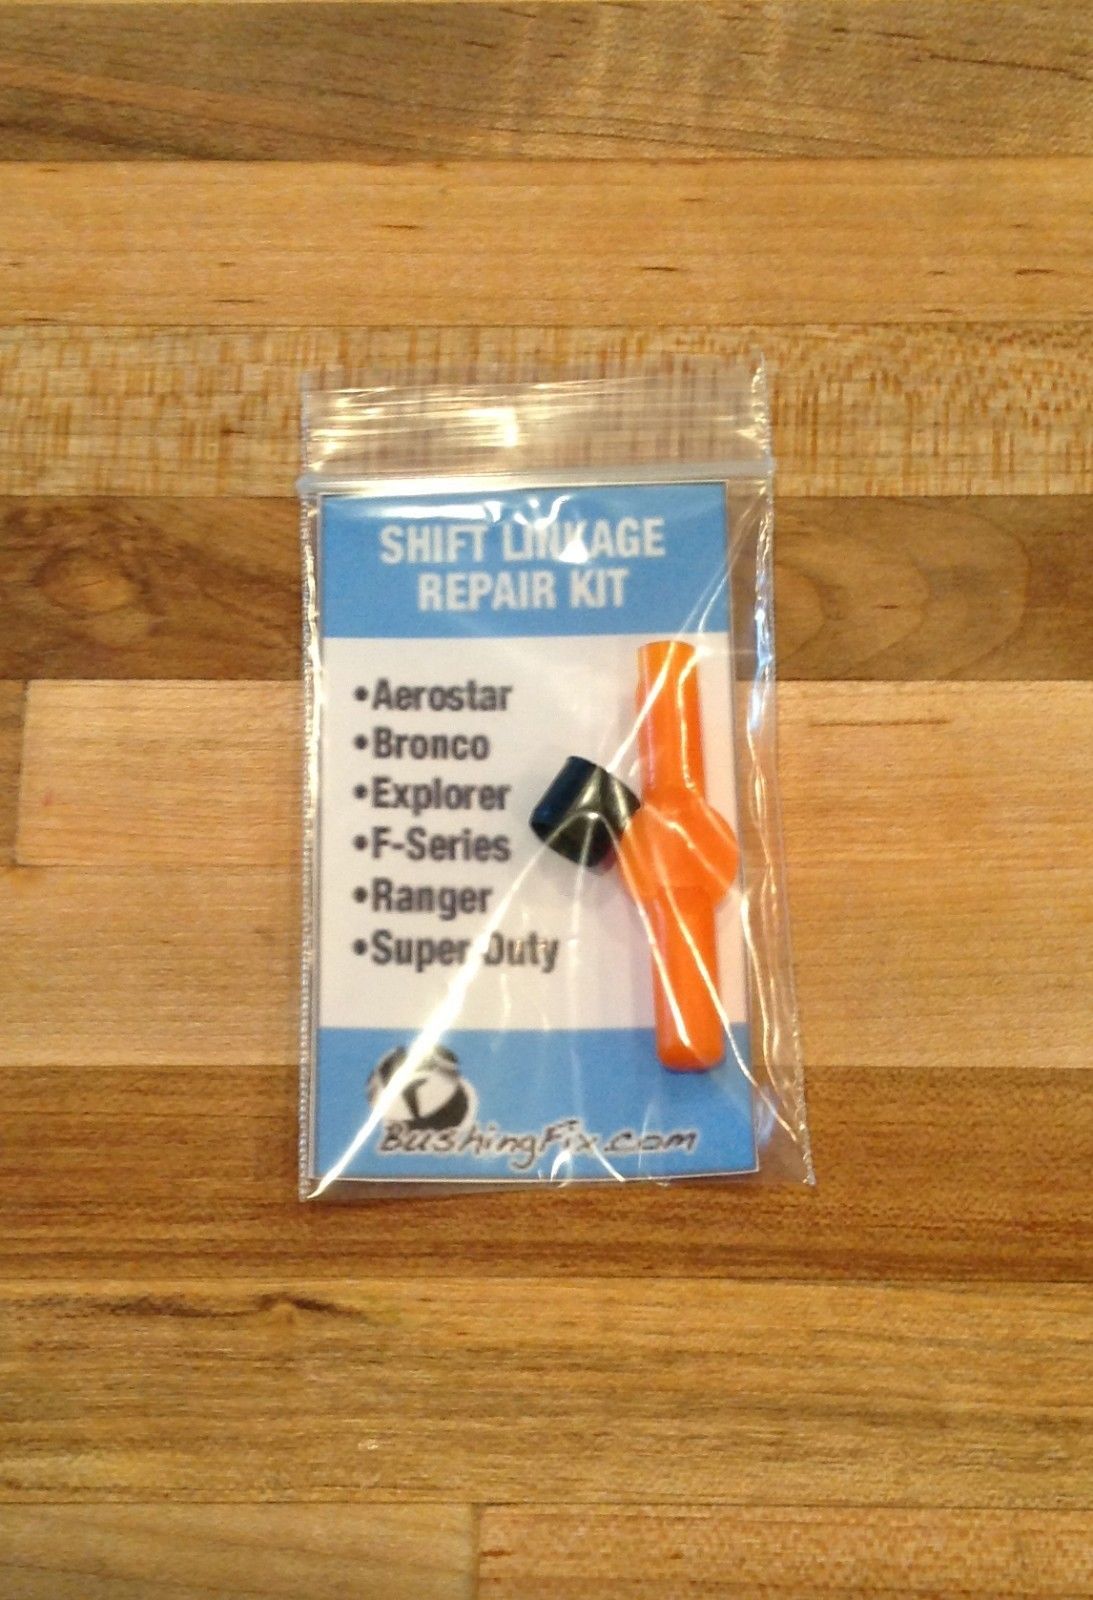 SHIFT LINKAGE
REPAIR KIT
•Aerostar
•Bronco
•Explorer
•F-Series
•Ranger
•Super Duty
BushingFix.com